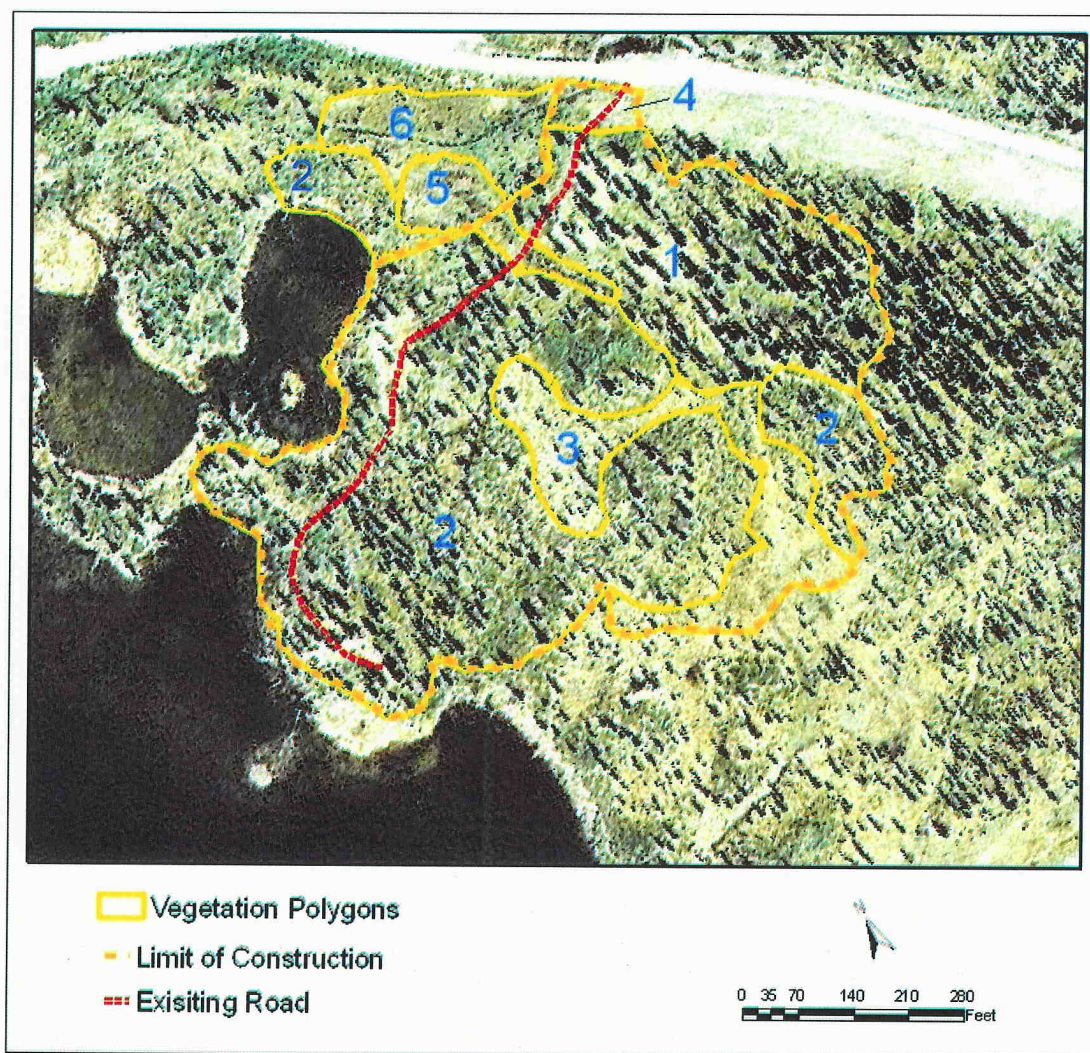 4
6
2
5
1
2
3
2
Vegetation Polygons
Limit of Construction
Exisiting Road
N
0 35 70 140 210 280
Feet